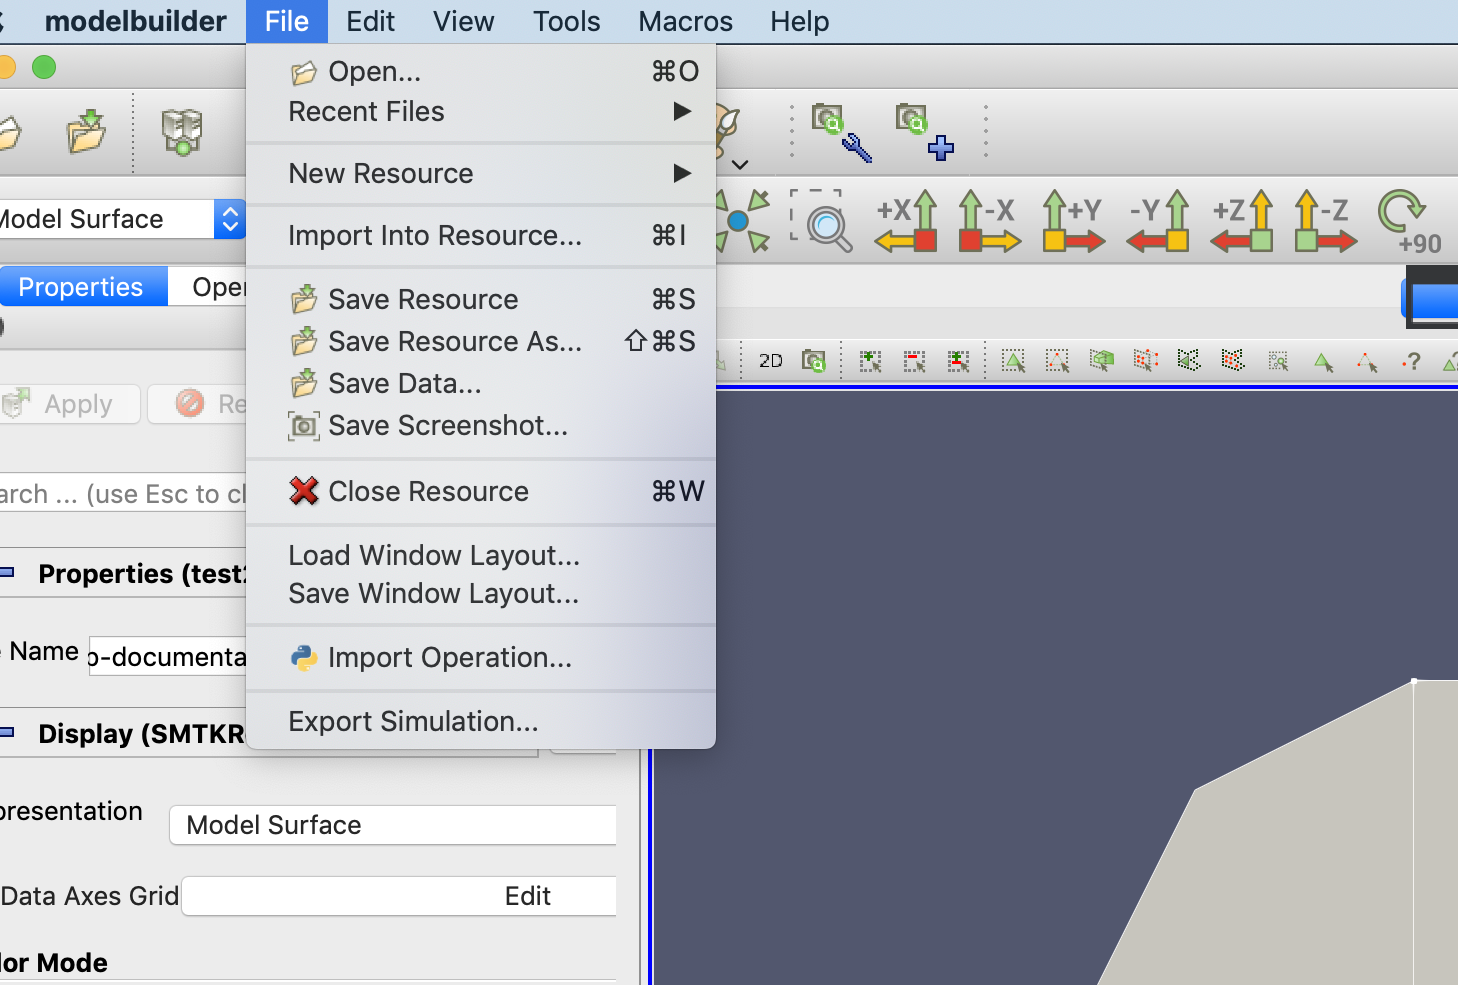 modelbuilder File Edit View Tools Macros Help
Open... ⌘O
Recent Files ▶
New Resource ▶
Import Into Resource... ⌘I
Save Resource ⌘S
Save Resource As... ⇧⌘S
Save Data...
Save Screenshot...
Close Resource ⌘W
Load Window Layout...
Save Window Layout...
Import Operation...
Export Simulation...
+X -X +Y -Y +Z -Z +90
Model Surface
Properties Oper
2D
?
Apply Re
arch ... (use Esc to cl
Properties (test2
Name
o-documenta
Display (SMTKR
presentation
Model Surface
Data Axes Grid
Edit
lor Mode